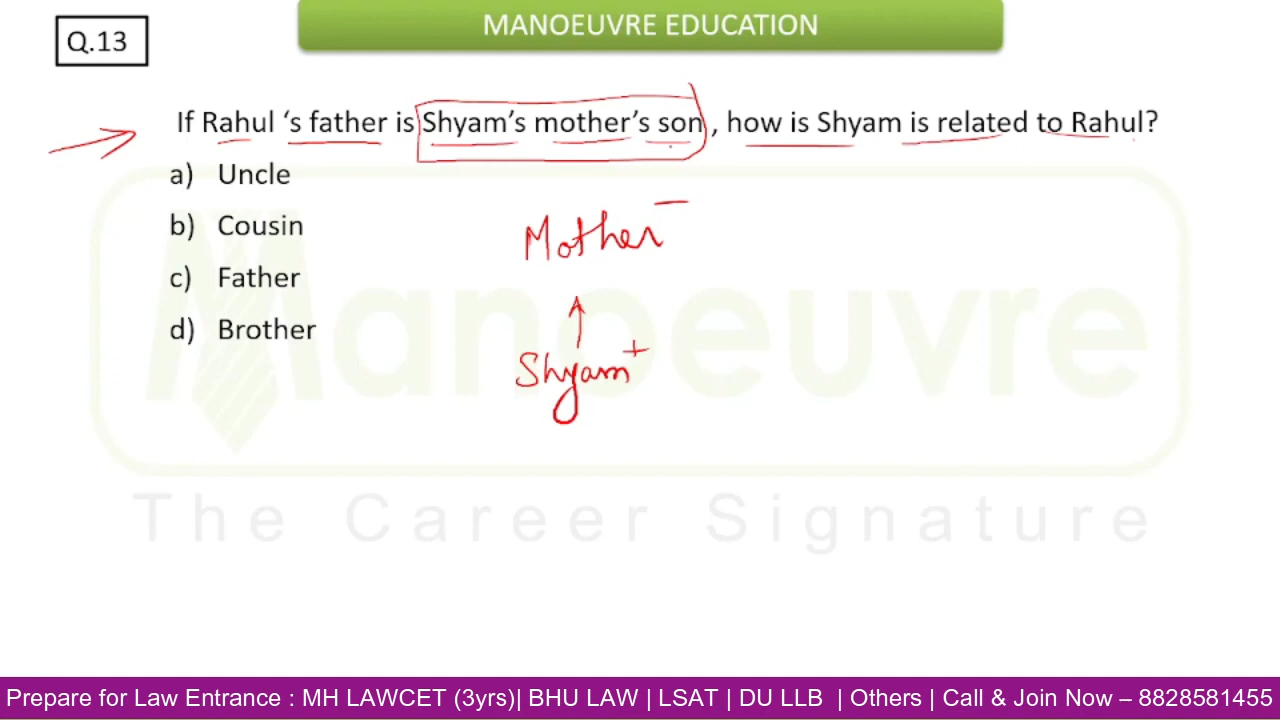 MANOEUVRE EDUCATION
Q.13
If Rahul ‘s father is Shyam’s mother’s son , how is Shyam is related to Rahul?
a) Uncle
b) Cousin
c) Father
d) Brother
Mother –
Shyam +
Manoeuvre
The Career Signature
Prepare for Law Entrance : MH LAWCET (3yrs)| BHU LAW | LSAT | DU LLB | Others | Call & Join Now – 8828581455